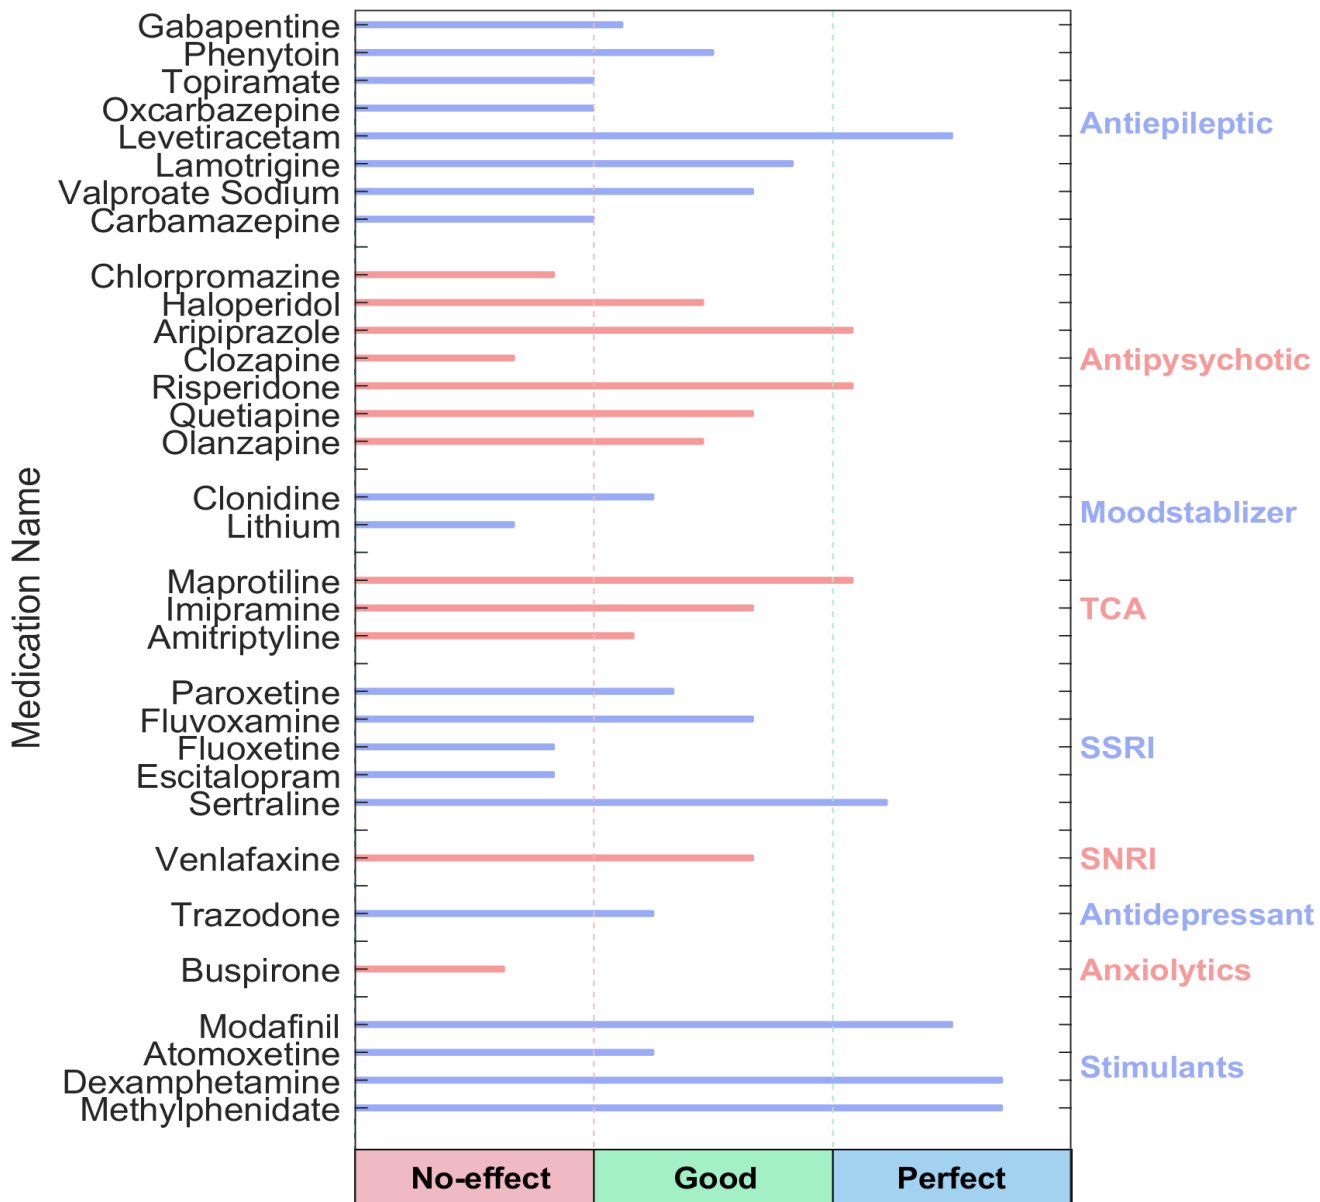 Gabapentine
Phenytoin
Topiramate
Oxcarbazepine
Levetiracetam
Lamotrigine
Valproate Sodium
Carbamazepine
Antiepileptic
Chlorpromazine
Haloperidol
Aripiprazole
Clozapine
Risperidone
Quetiapine
Olanzapine
Antipysychotic
Clonidine
Lithium
Moodstablizer
Maprotiline
Imipramine
Amitriptyline
TCA
Paroxetine
Fluvoxamine
Fluoxetine
Escitalopram
Sertraline
SSRI
Venlafaxine
SNRI
Trazodone
Antidepressant
Buspirone
Anxiolytics
Modafinil
Atomoxetine
Dexamphetamine
Methylphenidate
Stimulants
Medication Name
No-effect
Good
Perfect